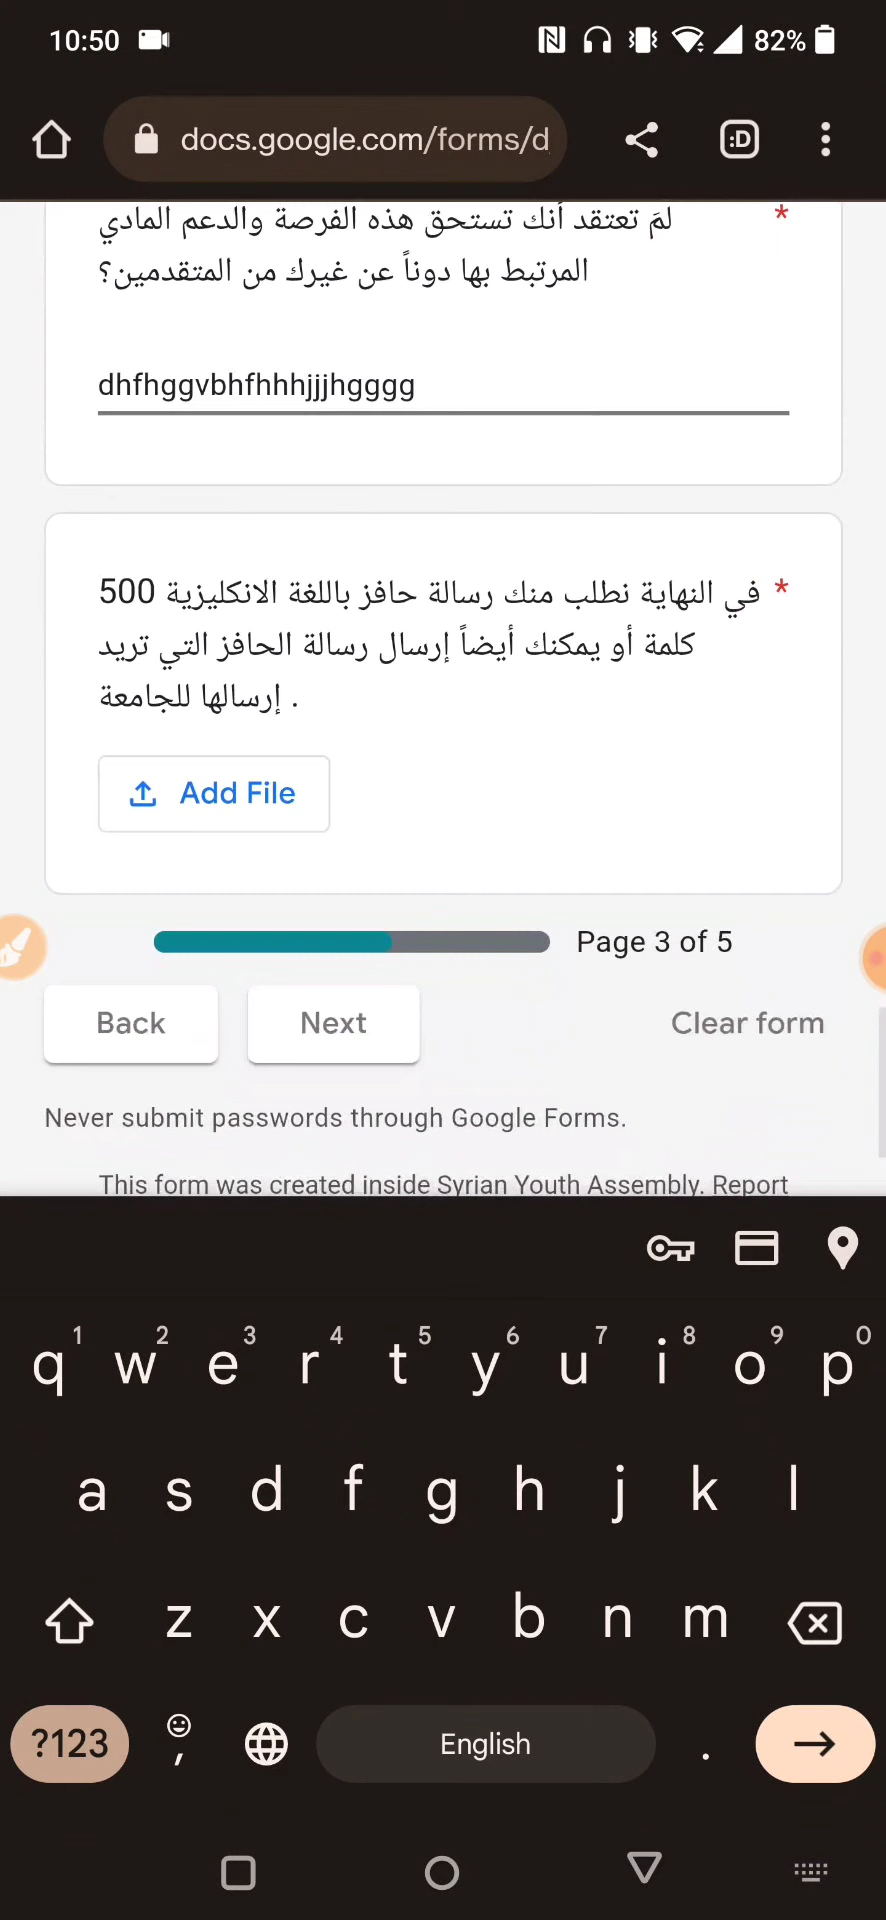 10:50
82%
docs.google.com/forms/d
:D
لمَ تعتقد أنك تستحق هذه الفرصة والدعم المادي *
المرتبط بها دوناً عن غيرك من المتقدمين؟
dhfhggvbhfhhhjjjhgggg
في النهاية نطلب منك رسالة حافز باللغة الانكليزية 500 *
كلمة أو يمكنك أيضاً إرسال رسالة الحافز التي تريد
إرسالها للجامعة .
Add File
Page 3 of 5
Back Next Clear form
Never submit passwords through Google Forms.
This form was created inside Syrian Youth Assembly. Report
q 1 w 2 e 3 r 4 t 5 y 6 u 7 i 8 o 9 p 0
a s d f g h j k l
z x c v b n m
?123 , English .